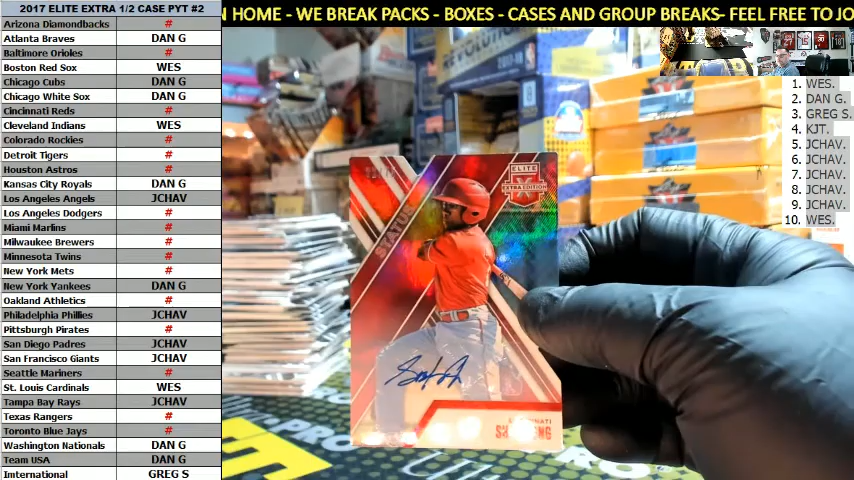 2017 ELITE EXTRA 1/2 CASE PYT #2
N HOME - WE BREAK PACKS - BOXES - CASES AND GROUP BREAKS- FEEL FREE TO JO
Arizona Diamondbacks #
Atlanta Braves DAN G
Baltimore Orioles #
Boston Red Sox WES
Chicago Cubs DAN G
Chicago White Sox DAN G
Cincinnati Reds #
Cleveland Indians WES
Colorado Rockies #
Detroit Tigers #
Houston Astros #
Kansas City Royals DAN G
Los Angeles Angels JCHAV
Los Angeles Dodgers #
Miami Marlins #
Milwaukee Brewers #
Minnesota Twins #
New York Mets #
New York Yankees DAN G
Oakland Athletics #
Philadelphia Phillies JCHAV
Pittsburgh Pirates #
San Diego Padres JCHAV
San Francisco Giants JCHAV
Seattle Mariners #
St. Louis Cardinals WES
Tampa Bay Rays JCHAV
Texas Rangers #
Toronto Blue Jays #
Washington Nationals DAN G
Team USA DAN G
International GREG S
REVOLUTION
STATUS
ELITE
EXTRA EDITION
1. WES.
2. DAN G.
3. GREG S.
4. KJT.
5. JCHAV.
6. JCHAV.
7. JCHAV.
8. JCHAV.
9. JCHAV.
10. WES.